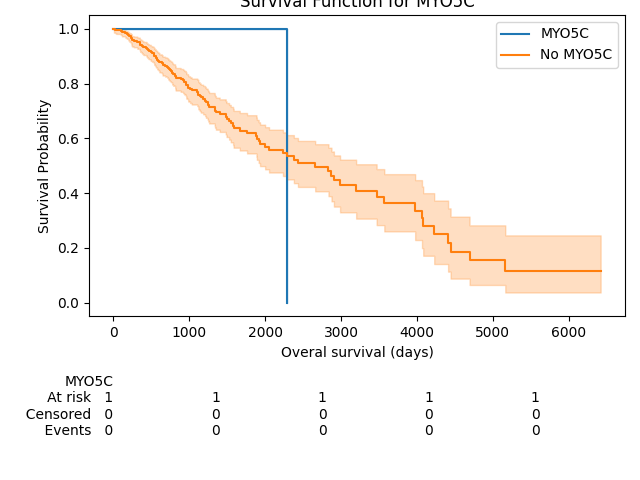 Survival Function for MYO5C
MYO5C
No MYO5C
1.0
0.8
0.6
0.4
0.2
0.0
Survival Probability
0 1000 2000 3000 4000 5000 6000
Overal survival (days)
MYO5C
At risk 1 1 1 1 1
Censored 0 0 0 0 0
Events 0 0 0 0 0